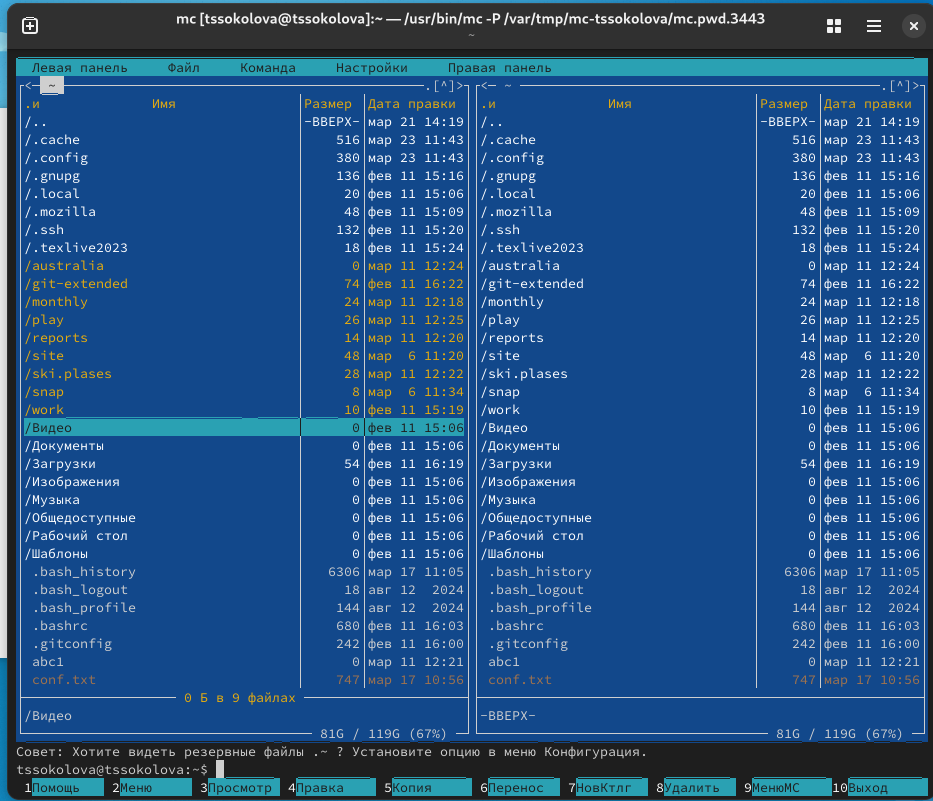 mc [tssokolova@tssokolova]:~ — /usr/bin/mc -P /var/tmp/mc-tssokolova/mc.pwd.3443
~
Левая панель Файл Команда Настройки Правая панель
<- ~ .[^]> <- ~ .[^]>
.и Имя Размер Дата правки .и Имя Размер Дата правки
/.. -ВВЕРХ- мар 21 14:19 /.. -ВВЕРХ- мар 21 14:19
/.cache 516 мар 23 11:43 /.cache 516 мар 23 11:43
/.config 380 мар 23 11:43 /.config 380 мар 23 11:43
/.gnupg 136 фев 11 15:16 /.gnupg 136 фев 11 15:16
/.local 20 фев 11 15:06 /.local 20 фев 11 15:06
/.mozilla 48 фев 11 15:09 /.mozilla 48 фев 11 15:09
/.ssh 132 фев 11 15:20 /.ssh 132 фев 11 15:20
/.texlive2023 18 фев 11 15:24 /.texlive2023 18 фев 11 15:24
/australia 0 мар 11 12:24 /australia 0 мар 11 12:24
/git-extended 74 фев 11 16:22 /git-extended 74 фев 11 16:22
/monthly 24 мар 11 12:18 /monthly 24 мар 11 12:18
/play 26 мар 11 12:25 /play 26 мар 11 12:25
/reports 14 мар 11 12:20 /reports 14 мар 11 12:20
/site 48 мар 6 11:20 /site 48 мар 6 11:20
/ski.plases 28 мар 11 12:22 /ski.plases 28 мар 11 12:22
/snap 8 мар 6 11:34 /snap 8 мар 6 11:34
/work 10 фев 11 15:19 /work 10 фев 11 15:19
/Видео 0 фев 11 15:06 /Видео 0 фев 11 15:06
/Документы 0 фев 11 15:06 /Документы 0 фев 11 15:06
/Загрузки 54 фев 11 16:19 /Загрузки 54 фев 11 16:19
/Изображения 0 фев 11 15:06 /Изображения 0 фев 11 15:06
/Музыка 0 фев 11 15:06 /Музыка 0 фев 11 15:06
/Общедоступные 0 фев 11 15:06 /Общедоступные 0 фев 11 15:06
/Рабочий стол 0 фев 11 15:06 /Рабочий стол 0 фев 11 15:06
/Шаблоны 0 фев 11 15:06 /Шаблоны 0 фев 11 15:06
.bash_history 6306 мар 17 11:05 .bash_history 6306 мар 17 11:05
.bash_logout 18 авг 12 2024 .bash_logout 18 авг 12 2024
.bash_profile 144 авг 12 2024 .bash_profile 144 авг 12 2024
.bashrc 680 фев 11 16:03 .bashrc 680 фев 11 16:03
.gitconfig 242 фев 11 16:00 .gitconfig 242 фев 11 16:00
abc1 0 мар 11 12:21 abc1 0 мар 11 12:21
conf.txt 747 мар 17 10:56 conf.txt 747 мар 17 10:56
0 Б в 9 файлах
/Видео -ВВЕРХ-
81G / 119G (67%) 81G / 119G (67%)
Совет: Хотите видеть резервные файлы .~ ? Установите опцию в меню Конфигурация.
tssokolova@tssokolova:~$
1Помощь 2Меню 3Просмотр 4Правка 5Копия 6Перенос 7НовКтлг 8Удалить 9МенюMC 10Выход